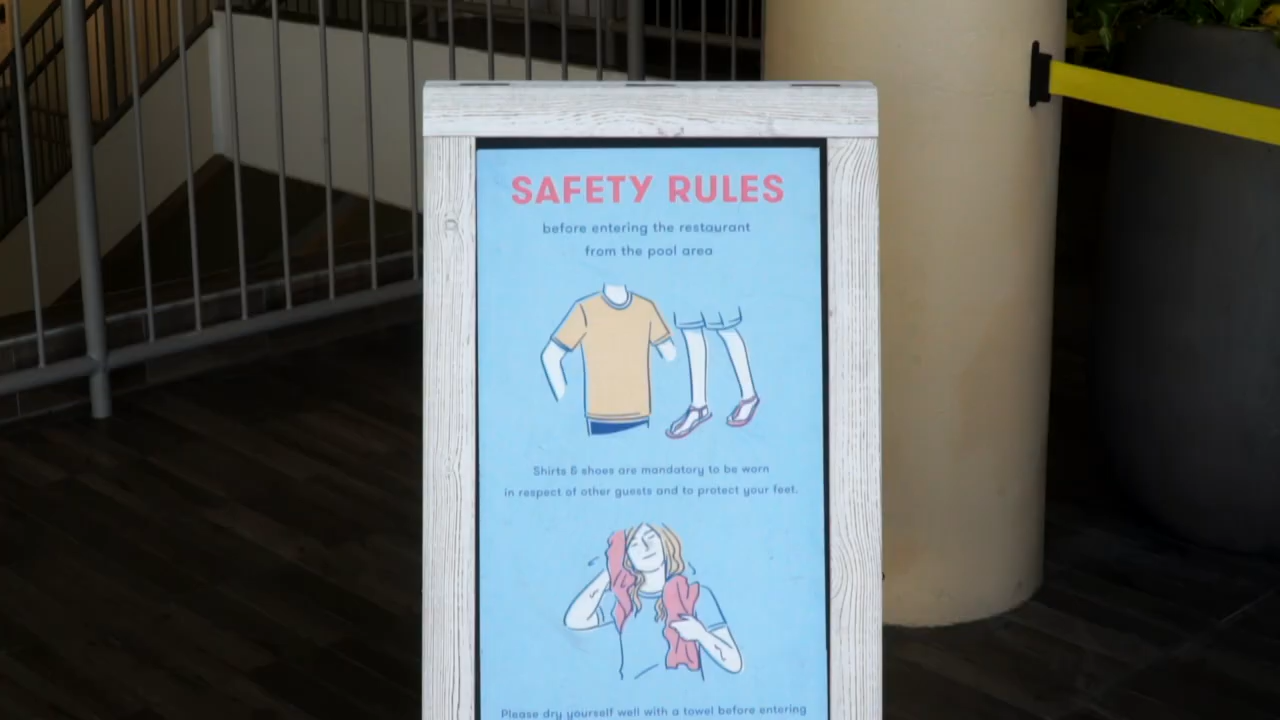 SAFETY RULES
before entering the restaurant
from the pool area
Shirts & shoes are mandatory to be worn
in respect of other guests and to protect your feet.
Please dry yourself well with a towel before entering